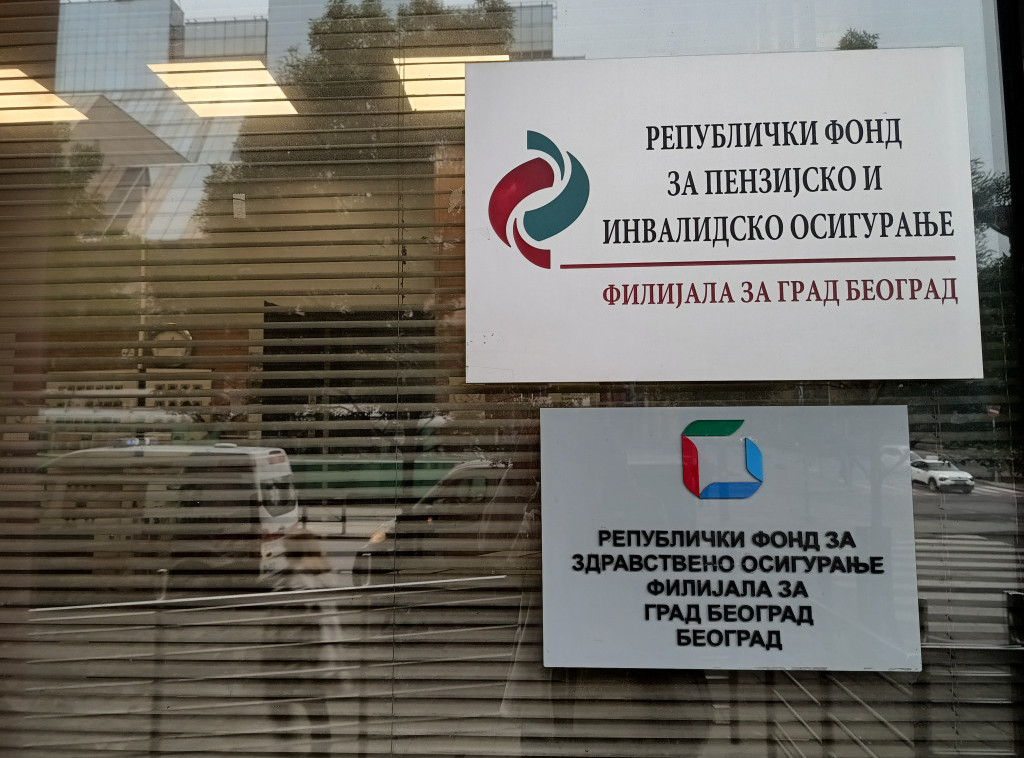 РЕПУБЛИЧКИ ФОНД
ЗА ПЕНЗИЈСКО И
ИНВАЛИДСКО ОСИГУРАЊЕ
ФИЛИЈАЛА ЗА ГРАД БЕОГРАД
РЕПУБЛИЧКИ ФОНД ЗА
ЗДРАВСТВЕНО ОСИГУРАЊЕ
ФИЛИЈАЛА ЗА
ГРАД БЕОГРАД
БЕОГРАД